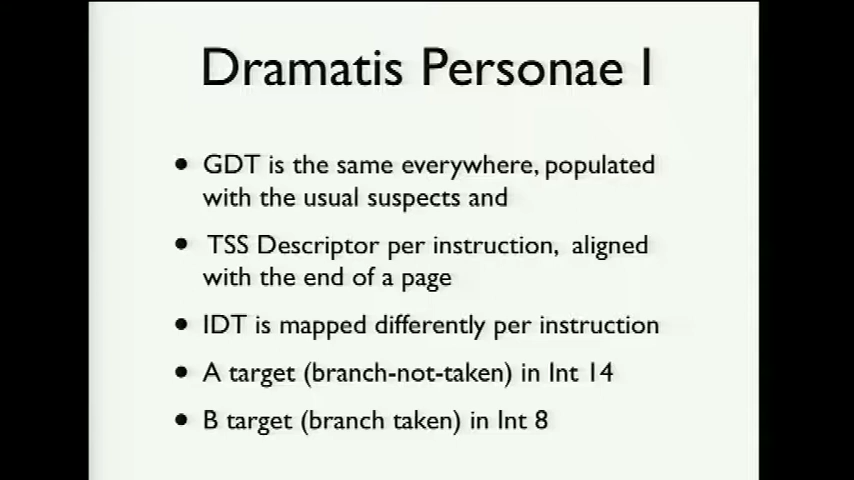 Dramatis Personae I
• GDT is the same everywhere, populated
with the usual suspects and
• TSS Descriptor per instruction, aligned
with the end of a page
• IDT is mapped differently per instruction
• A target (branch-not-taken) in Int 14
• B target (branch taken) in Int 8